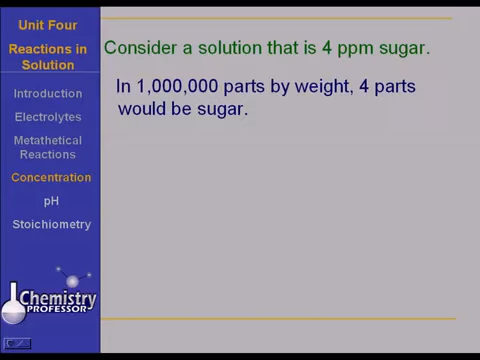 Unit Four
Reactions in
Solution
Introduction
Electrolytes
Metathetical
Reactions
Concentration
pH
Stoichiometry
Chemistry
PROFESSOR
Consider a solution that is 4 ppm sugar.
In 1,000,000 parts by weight, 4 parts
would be sugar.